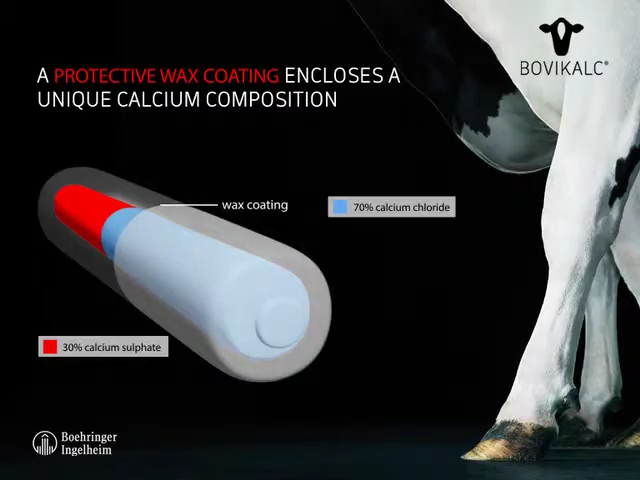 BOVIKALC®
A PROTECTIVE WAX COATING ENCLOSES A
UNIQUE CALCIUM COMPOSITION
wax coating
70% calcium chloride
30% calcium sulphate
Boehringer
Ingelheim